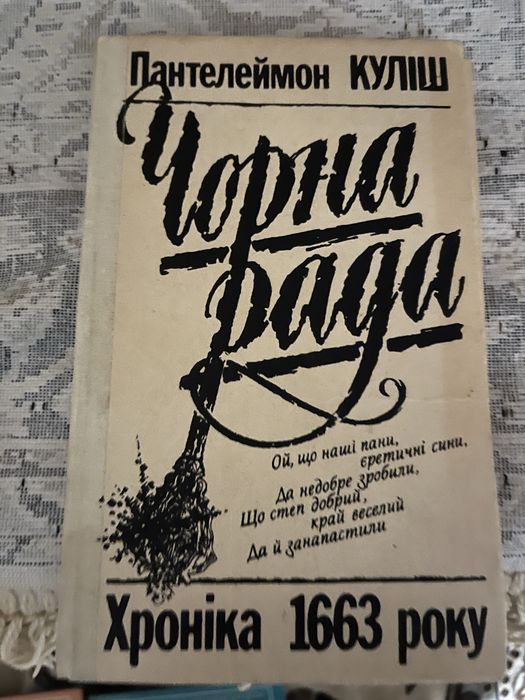 Пантелеймон КУЛІШ
Чорна
рада
Ой, що наші пани,
єретичні сини,
Да недобре зробили,
Що степ добрий,
край веселий
Да й занапастили
Хроніка 1663 року